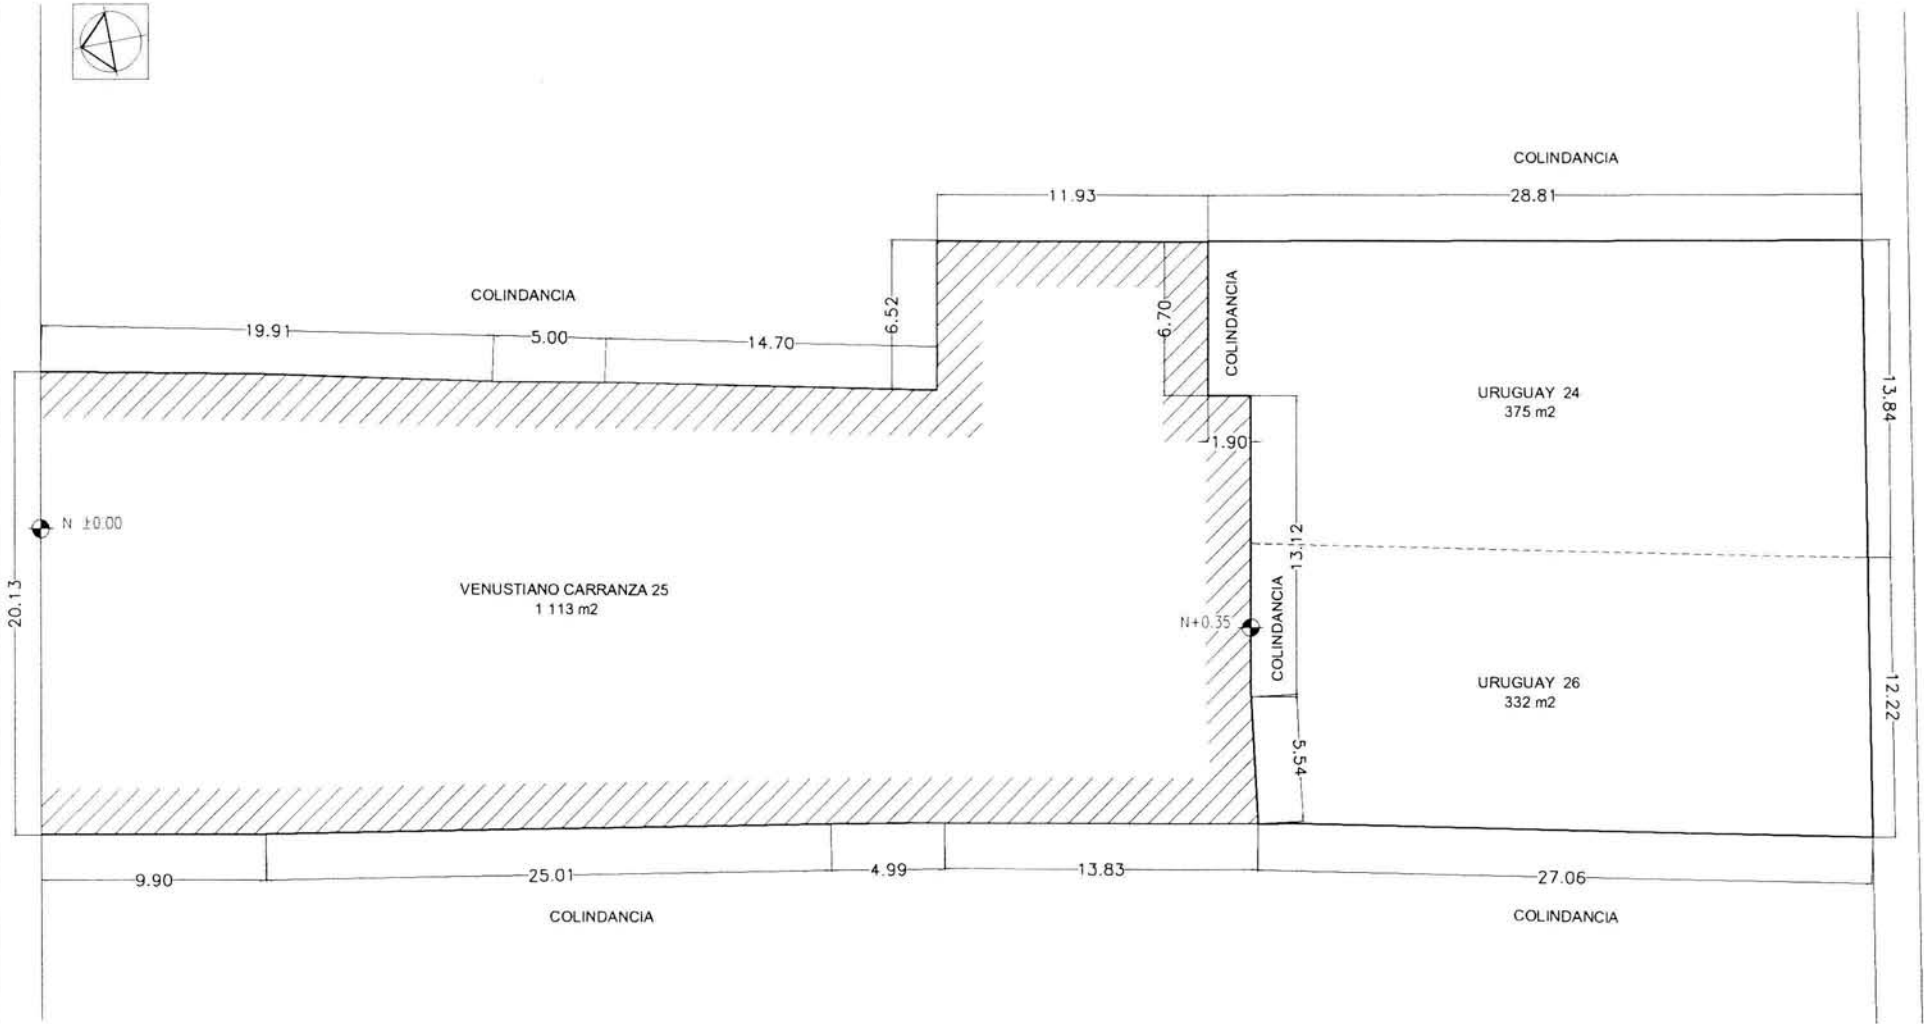 COLINDANCIA
11.93
28.81
COLINDANCIA
19.91
5.00
14.70
6.52
6.70
COLINDANCIA
URUGUAY 24
375 m2
13.84
1.90
N ±0.00
13.12
VENUSTIANO CARRANZA 25
1 113 m2
20.13
N+0.35
COLINDANCIA
URUGUAY 26
332 m2
12.22
5.54
9.90
25.01
4.99
13.83
27.06
COLINDANCIA
COLINDANCIA